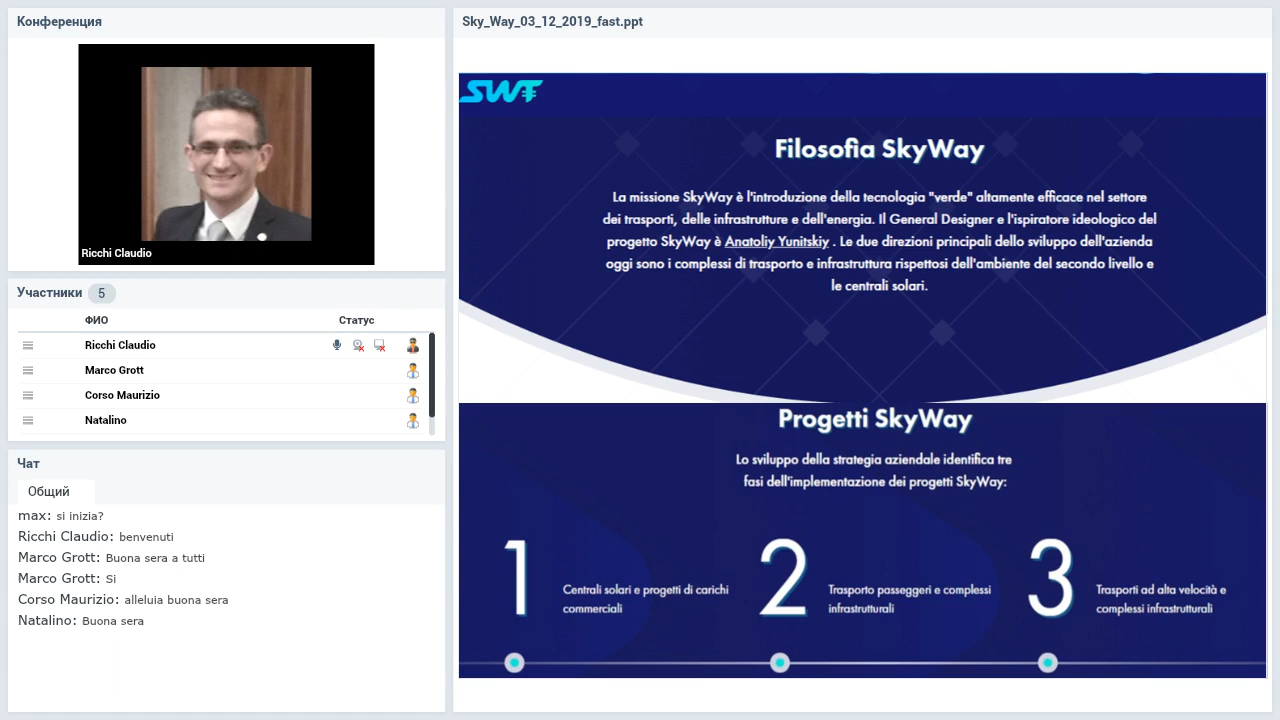 Конференция
Ricchi Claudio
Участники 5
ФИО Статус
Ricchi Claudio
Marco Grott
Corso Maurizio
Natalino
Чат
Общий
max: si inizia?
Ricchi Claudio: benvenuti
Marco Grott: Buona sera a tutti
Marco Grott: Si
Corso Maurizio: alleluia buona sera
Natalino: Buona sera
Sky_Way_03_12_2019_fast.ppt
SWT
Filosofia SkyWay
La missione SkyWay è l'introduzione della tecnologia "verde" altamente efficace nel settore
dei trasporti, delle infrastrutture e dell'energia. Il General Designer e l'ispiratore ideologico del
progetto SkyWay è Anatoliy Yunitskiy . Le due direzioni principali dello sviluppo dell'azienda
oggi sono i complessi di trasporto e infrastruttura rispettosi dell'ambiente del secondo livello e
le centrali solari.
Progetti SkyWay
Lo sviluppo della strategia aziendale identifica tre
fasi dell'implementazione dei progetti SkyWay:
1
Centrali solari e progetti di carichi
commerciali
2
Trasporto passeggeri e complessi
infrastrutturali
3
Trasporti ad alta velocità e
complessi infrastrutturali